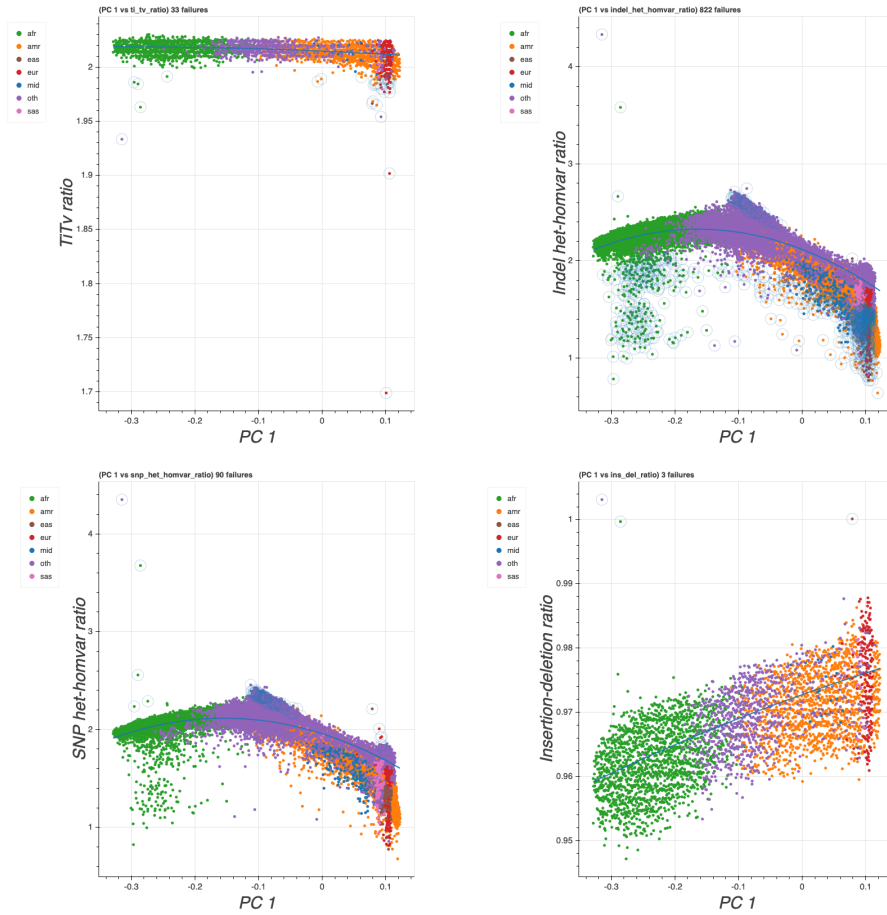 (PC 1 vs ti_tv_ratio) 33 failures
afr
amr
eas
eur
mid
oth
sas
2
1.95
1.9
1.85
1.8
1.75
1.7
TiTv ratio
-0.3
-0.2
-0.1
0
0.1
PC 1
(PC 1 vs indel_het_homvar_ratio) 822 failures
afr
amr
eas
eur
mid
oth
sas
4
3
2
1
Indel het-homvar ratio
-0.3
-0.2
-0.1
0
0.1
PC 1
(PC 1 vs snp_het_homvar_ratio) 90 failures
afr
amr
eas
eur
mid
oth
sas
4
3
2
1
SNP het-homvar ratio
-0.3
-0.2
-0.1
0
0.1
PC 1
(PC 1 vs ins_del_ratio) 3 failures
afr
amr
eas
eur
mid
oth
sas
1
0.99
0.98
0.97
0.96
0.95
Insertion-deletion ratio
-0.3
-0.2
-0.1
0
0.1
PC 1